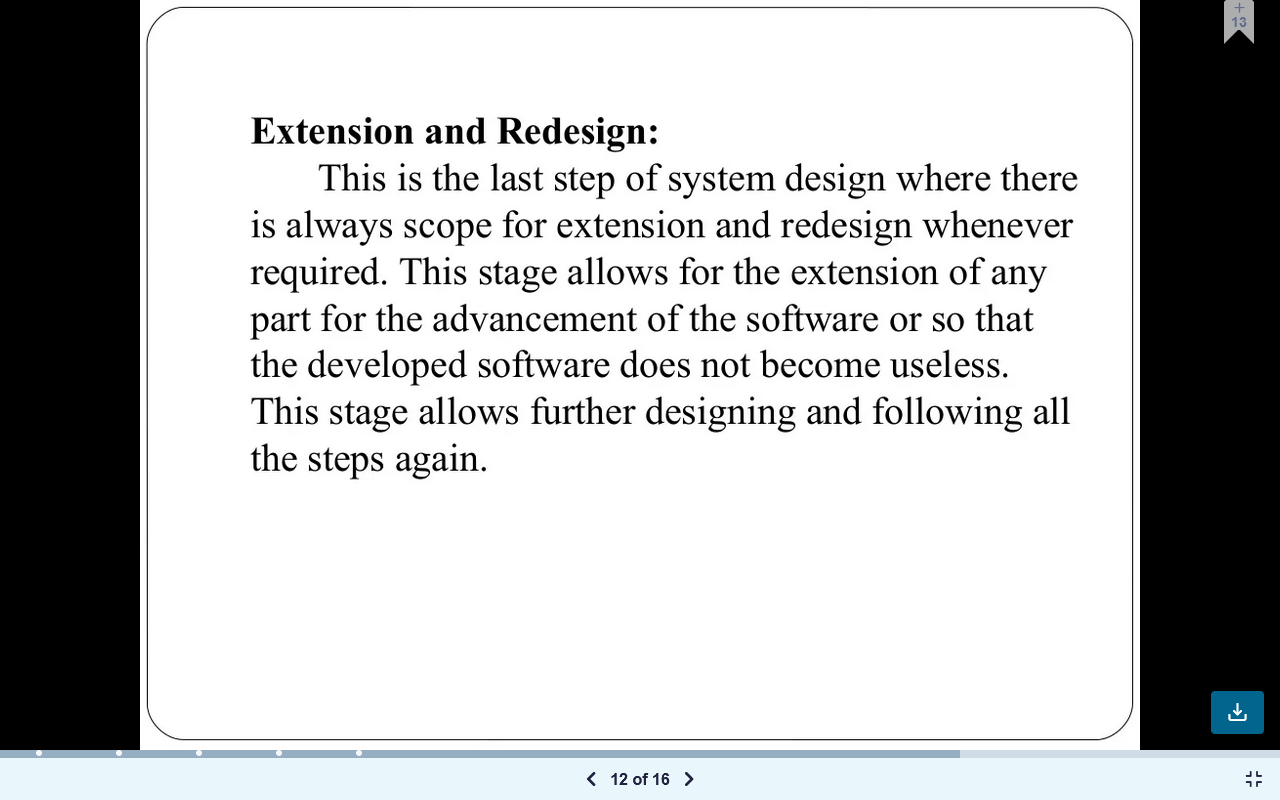 +
13
Extension and Redesign:
This is the last step of system design where there
is always scope for extension and redesign whenever
required. This stage allows for the extension of any
part for the advancement of the software or so that
the developed software does not become useless.
This stage allows further designing and following all
the steps again.
12 of 16